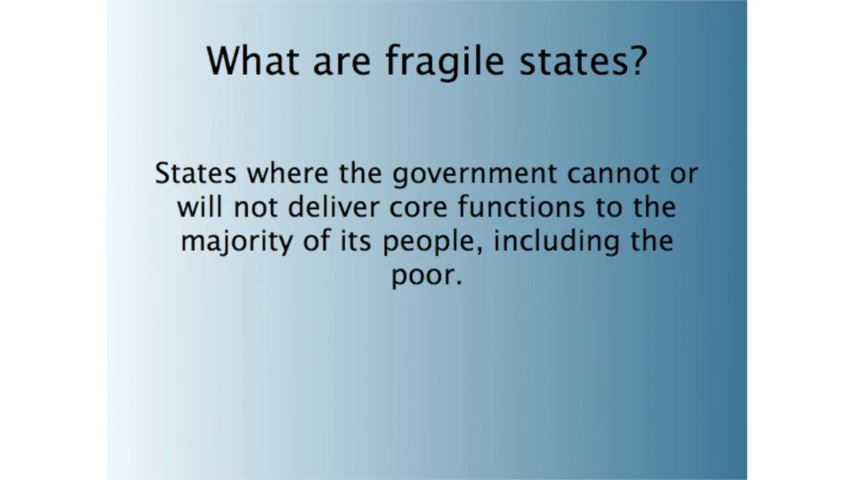 What are fragile states?
States where the government cannot or
will not deliver core functions to the
majority of its people, including the
poor.